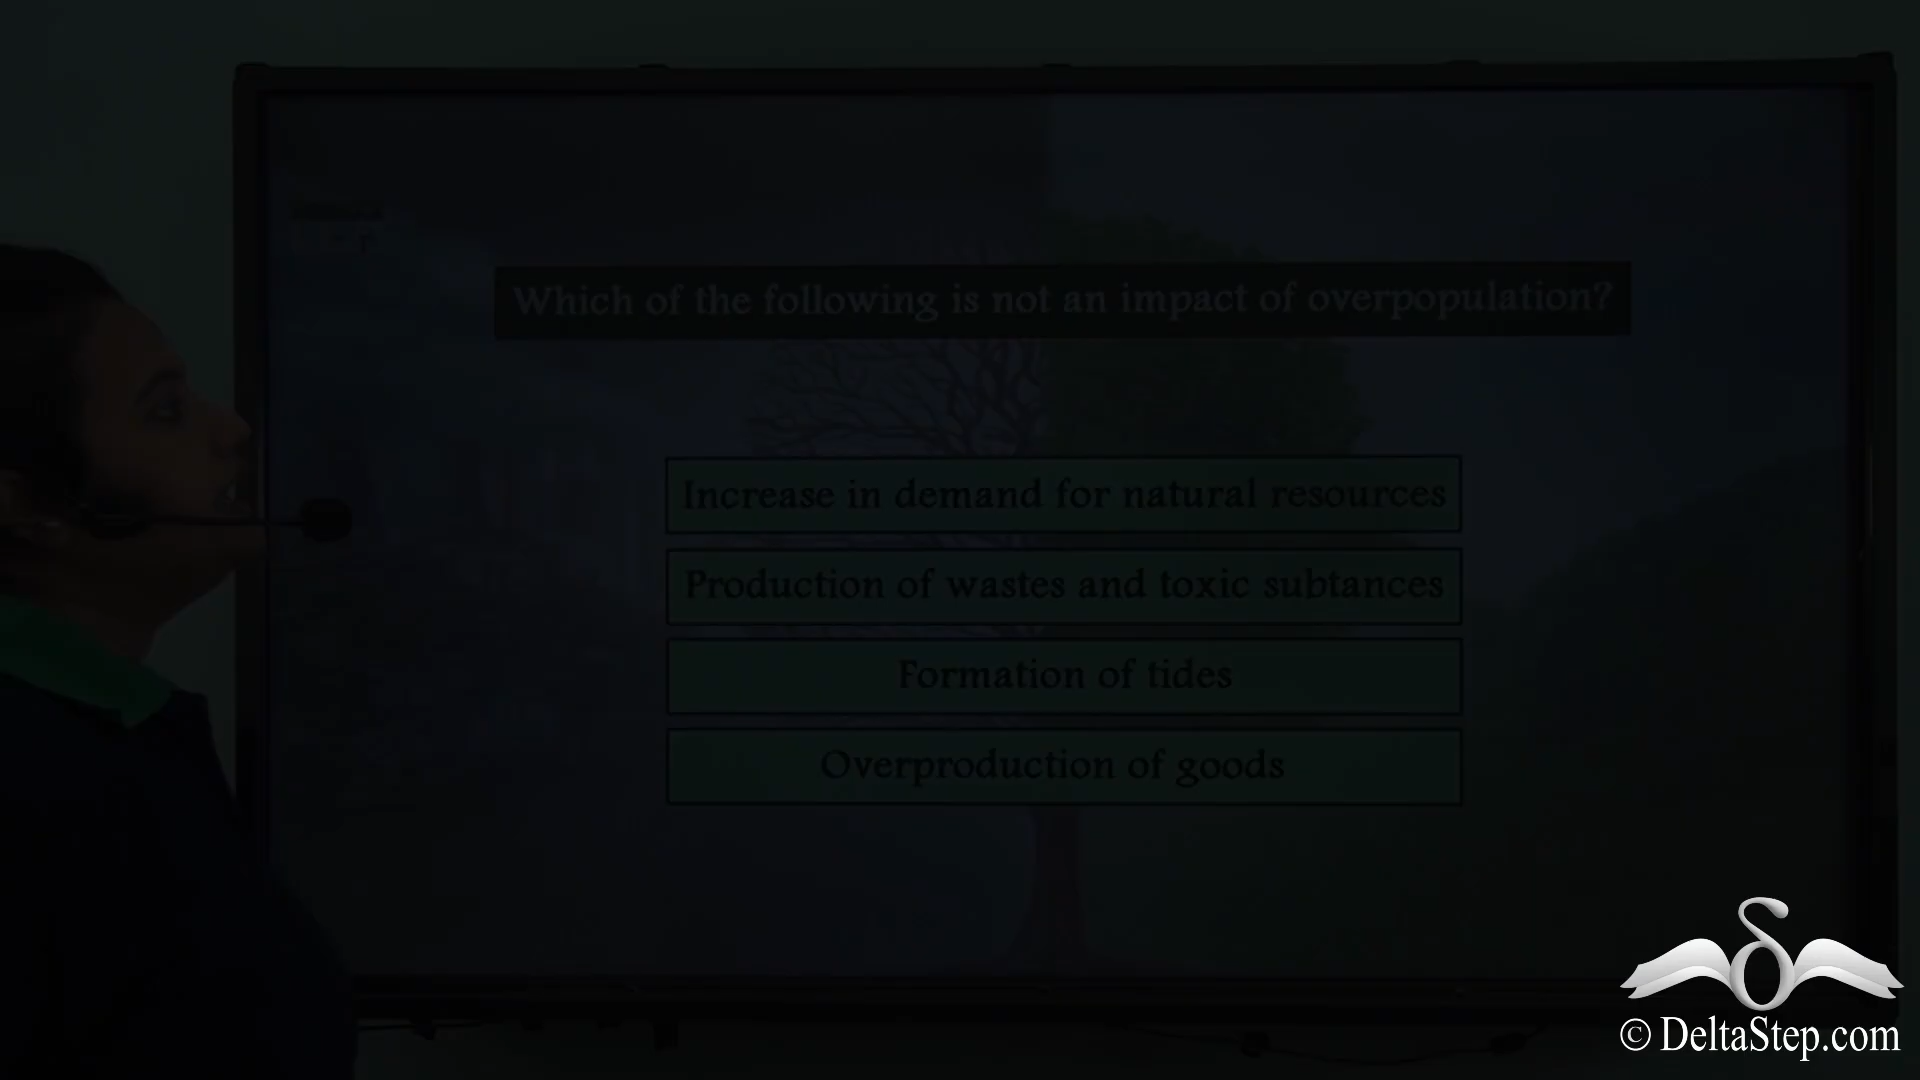 Which of the following is not an impact of overpopulation?
Increase in demand for natural resources
Production of wastes and toxic subtances
Formation of tides
Overproduction of goods
© DeltaStep.com